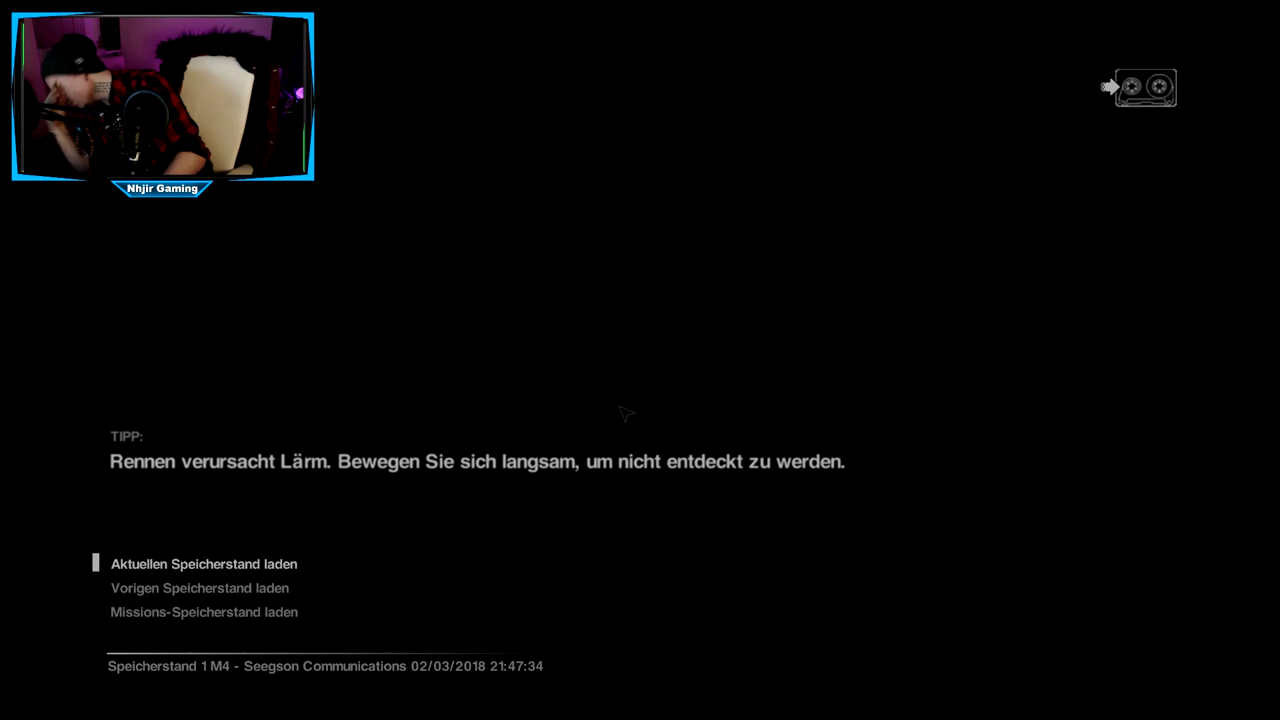 Nhjir Gaming
TIPP:
Rennen verursacht Lärm. Bewegen Sie sich langsam, um nicht entdeckt zu werden.
Aktuellen Speicherstand laden
Vorigen Speicherstand laden
Missions-Speicherstand laden
Speicherstand 1 M4 - Seegson Communications 02/03/2018 21:47:34